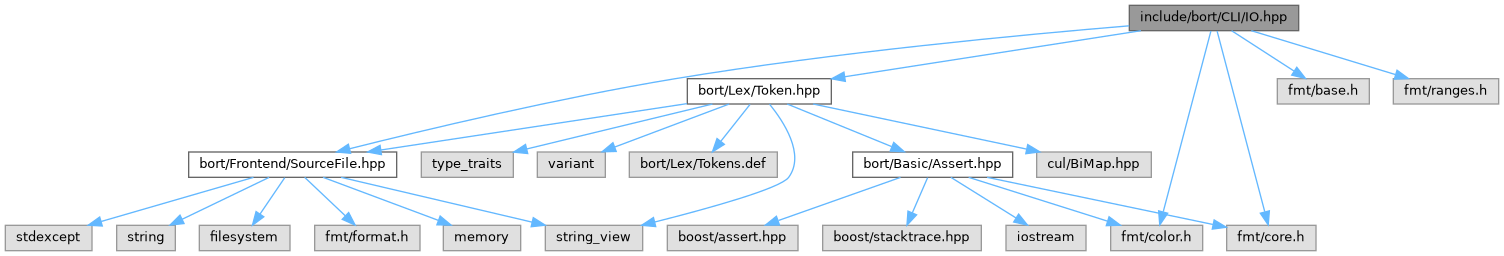 include/bort/CLI/IO.hpp
bort/Lex/Token.hpp
fmt/base.h
fmt/ranges.h
bort/Frontend/SourceFile.hpp
type_traits
variant
bort/Lex/Tokens.def
bort/Basic/Assert.hpp
cul/BiMap.hpp
stdexcept
string
filesystem
fmt/format.h
memory
string_view
boost/assert.hpp
boost/stacktrace.hpp
iostream
fmt/color.h
fmt/core.h